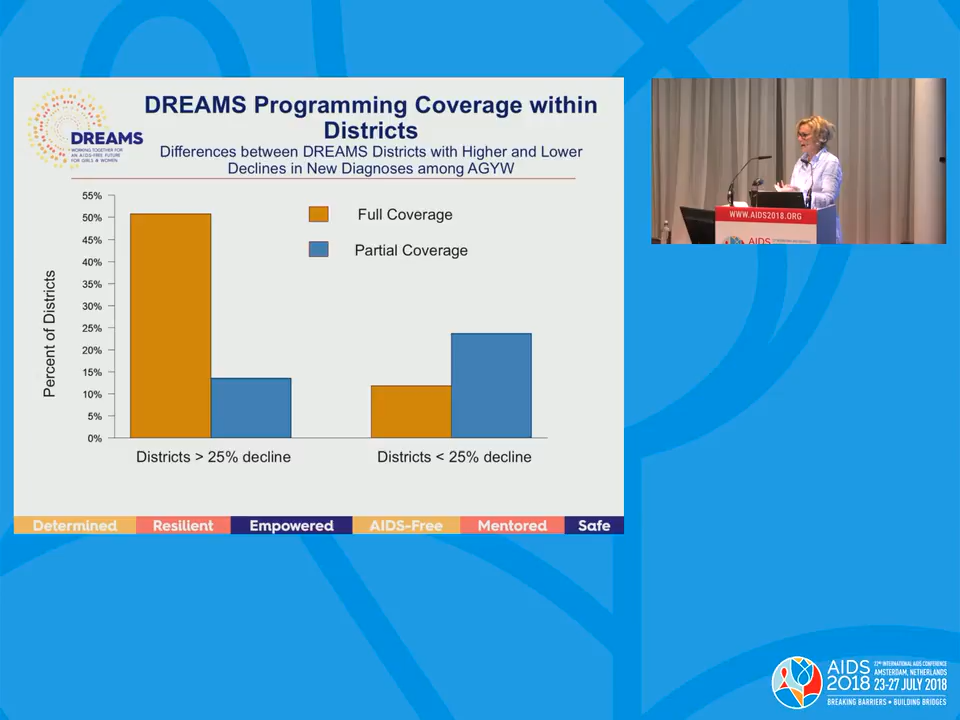 DREAMS Programming Coverage within
Districts
Differences between DREAMS Districts with Higher and Lower
Declines in New Diagnoses among AGYW
DREAMS
WORKING TOGETHER FOR
AN AIDS-FREE FUTURE
FOR GIRLS & WOMEN
Full Coverage
Partial Coverage
Percent of Districts
55%
50%
45%
40%
35%
30%
25%
20%
15%
10%
5%
0%
Districts > 25% decline
Districts < 25% decline
Determined
Resilient
Empowered
AIDS-Free
Mentored
Safe
WWW.AIDS2018.ORG
AIDS
AIDS
2018
22ND INTERNATIONAL AIDS CONFERENCE
AMSTERDAM, NETHERLANDS
23-27 JULY 2018
BREAKING BARRIERS • BUILDING BRIDGES